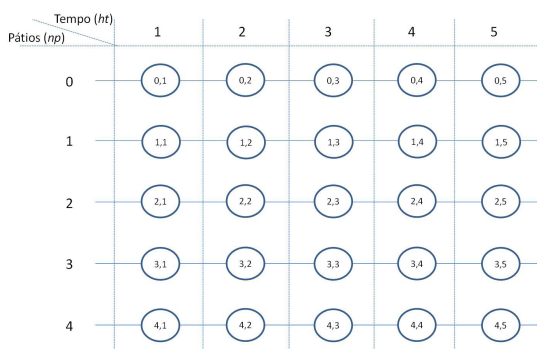 Tempo (ht)
Pátios (np)
1 2 3 4 5
0 0,1 0,2 0,3 0,4 0,5
1 1,1 1,2 1,3 1,4 1,5
2 2,1 2,2 2,3 2,4 2,5
3 3,1 3,2 3,3 3,4 3,5
4 4,1 4,2 4,3 4,4 4,5